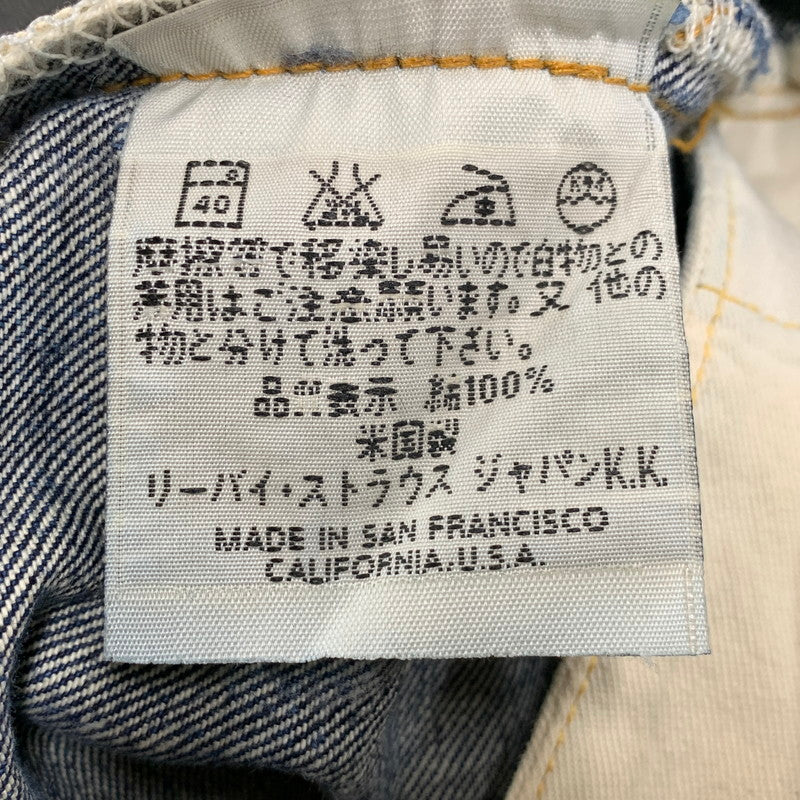 40
摩擦等で移染し易いので白物との
兼用はご注意願います。又 他の
物と分けて洗って下さい。
品質表示 綿100%
米国製
リーバイ・ストラウス ジャパンK.K.
MADE IN SAN FRANCISCO
CALIFORNIA.U.S.A.